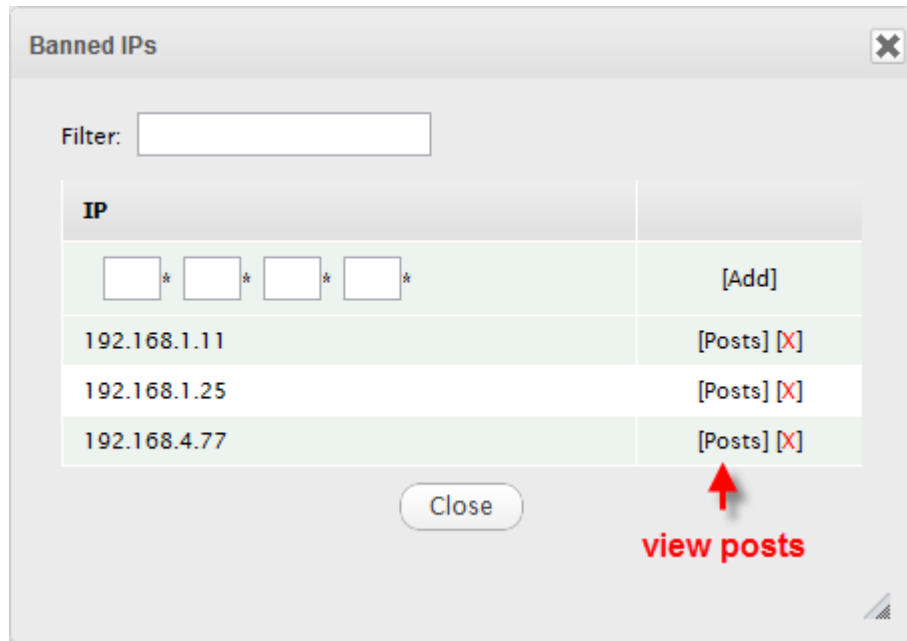 Banned IPs
Filter:
IP
* * * * [Add]
192.168.1.11 [Posts] [X]
192.168.1.25 [Posts] [X]
192.168.4.77 [Posts] [X]
Close
view posts